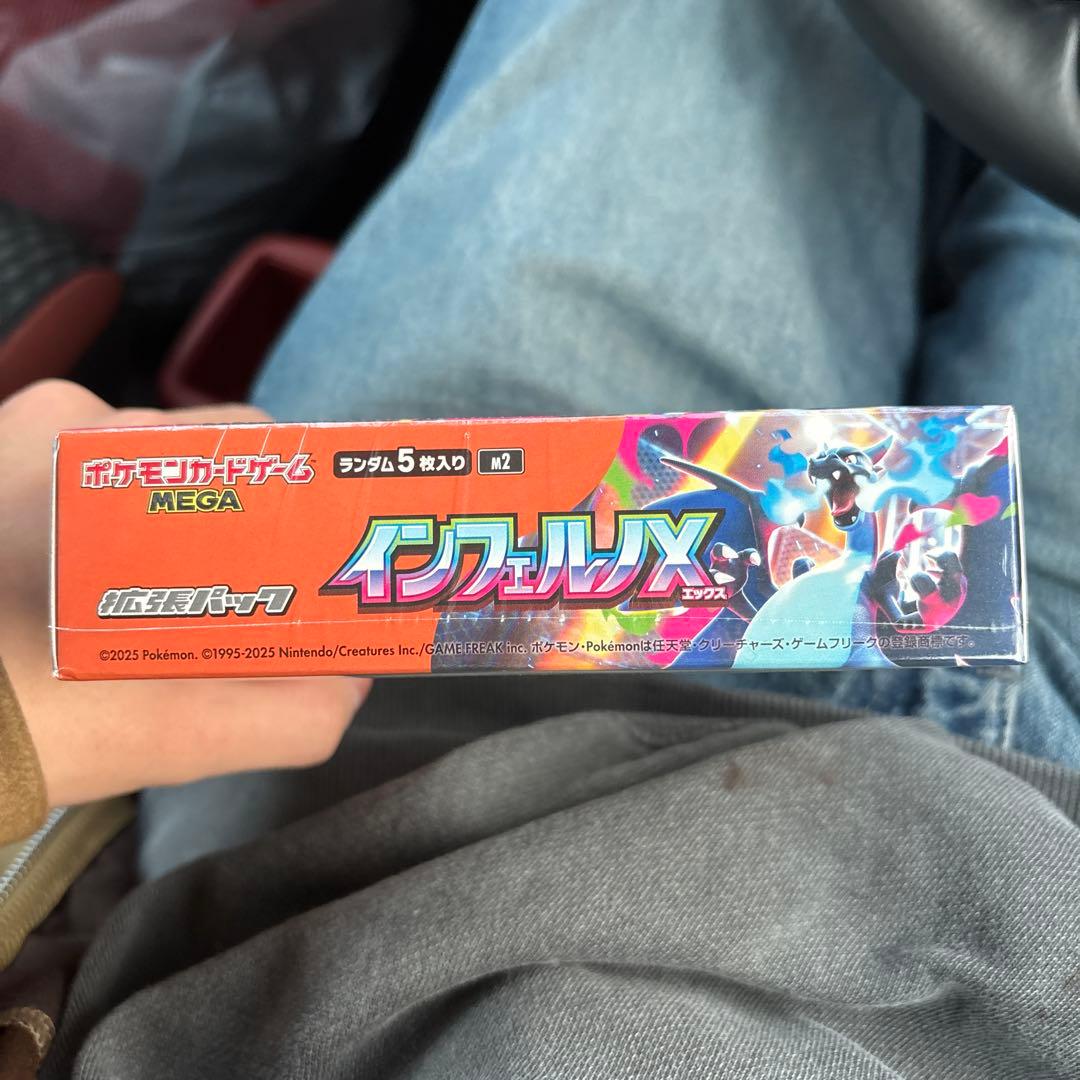 ポケモンカードゲーム
MEGA
ランダム5枚入り
M2
インフェルノX
エックス
拡張パック
©2025 Pokémon. ©1995-2025 Nintendo/Creatures Inc./GAME FREAK inc. ポケモン・Pokémonは任天堂・クリーチャーズ・ゲームフリークの登録商標です。